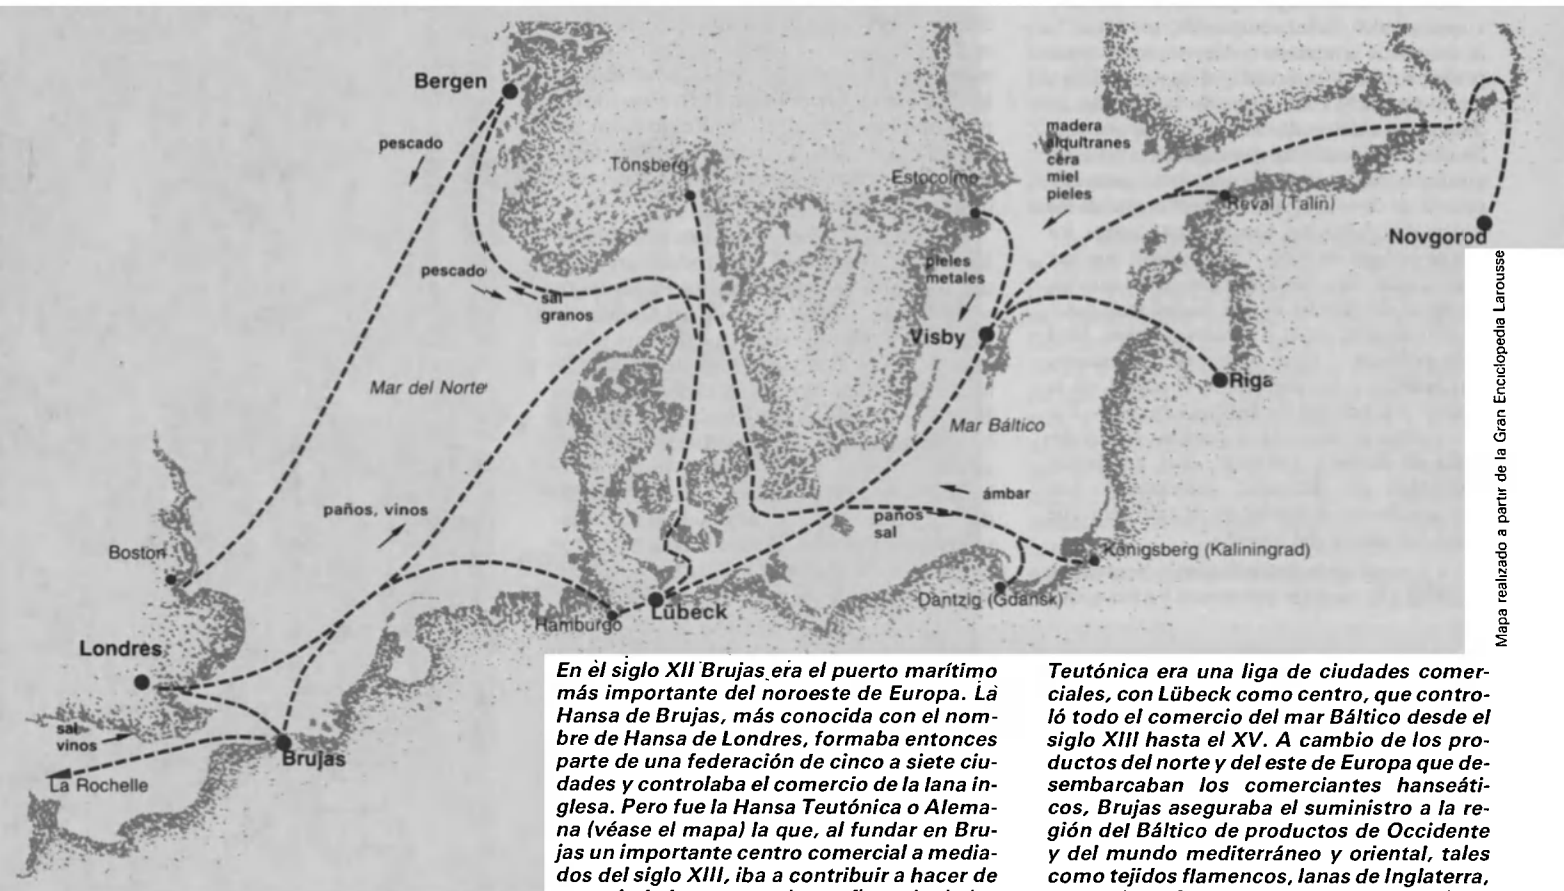 Bergen
pescado
Tönsberg
Estocolmo
madera
alquitranes
cera
miel
pieles
Reval (Talin)
Novgorod
pescado
sal
granos
pieles
metales
Visby
Riga
Mar del Norte
Mar Báltico
ámbar
paños
sal
paños, vinos
Boston
Königsberg (Kaliningrad)
Dantzig (Gdansk)
Hamburgo
Lübeck
Londres
sal
vinos
Brujas
La Rochelle
Mapa realizado a partir de la Gran Enciclopedia Larousse
En el siglo XII Brujas era el puerto marítimo
más importante del noroeste de Europa. La
Hansa de Brujas, más conocida con el nom-
bre de Hansa de Londres, formaba entonces
parte de una federación de cinco a siete ciu-
dades y controlaba el comercio de la lana in-
glesa. Pero fue la Hansa Teutónica o Alema-
na (véase el mapa) la que, al fundar en Bru-
jas un importante centro comercial a media-
dos del siglo XIII, iba a contribuir a hacer de
Teutónica era una liga de ciudades comer-
ciales, con Lübeck como centro, que contro-
ló todo el comercio del mar Báltico desde el
siglo XIII hasta el XV. A cambio de los pro-
ductos del norte y del este de Europa que de-
sembarcaban los comerciantes hanseáti-
cos, Brujas aseguraba el suministro a la re-
gión del Báltico de productos de Occidente
y del mundo mediterráneo y oriental, tales
como tejidos flamencos, lanas de Inglaterra,